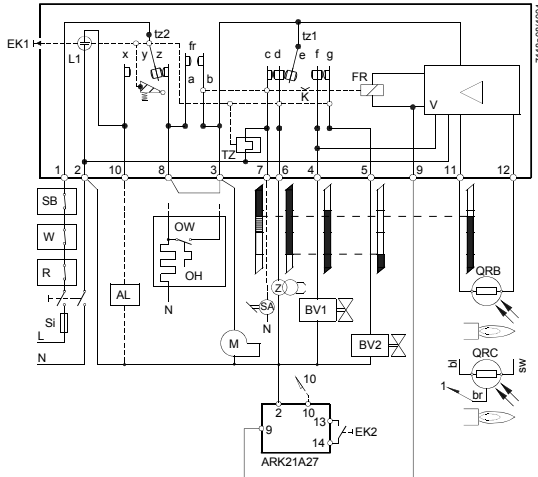 tz2
tz1
EK1
L1
x
y
z
fr
a
b
c d
e
f
g
K
FR
V
TZ
1
2
10
8
3
7
6
4
5
9
11
12
SB
W
R
Si
L
N
AL
OW
OH
N
M
SA
N
Z
BV1
BV2
QRB
QRC
bl
br
sw
1
10
2
10
9
13
14
EK2
ARK21A27